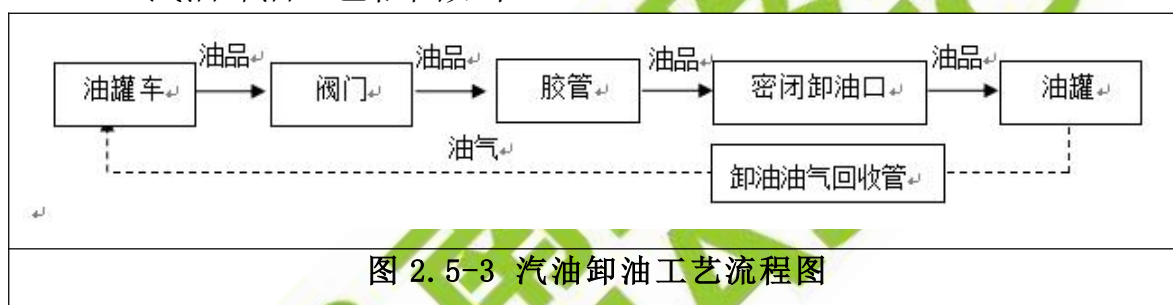 油品 油品 油品 油品
油罐车 阀门 胶管 密闭卸油口 油罐
油气
卸油油气回收管
图 2.5-3 汽油卸油工艺流程图